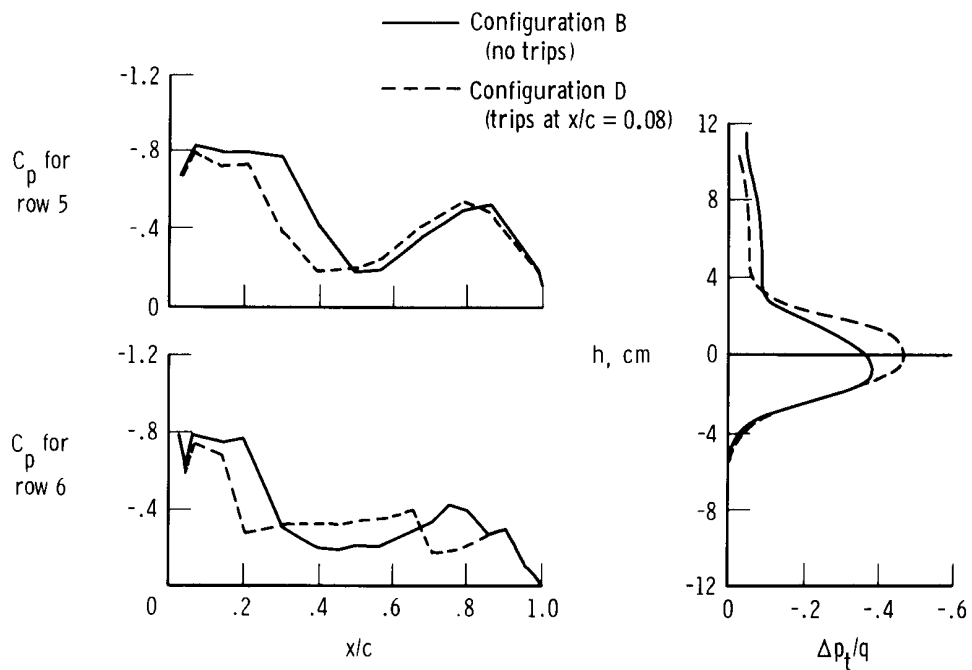 Configuration B
(no trips)
Configuration D
(trips at x/c = 0.08)
-1.2
-.8
-.4
0
C_p for
row 5
-1.2
-.8
-.4
0
C_p for
row 6
.2
.4
.6
.8
1.0
x/c
12
8
4
0
-4
-8
-12
h, cm
0
-.2
-.4
-.6
Δp_t/q